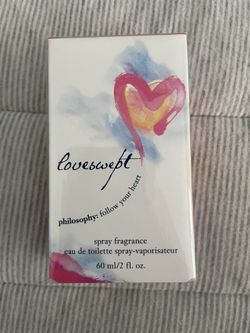 loveswept
philosophy: follow your heart
spray fragrance
eau de toilette spray-vaporisateur
60 ml/2 fl. oz.